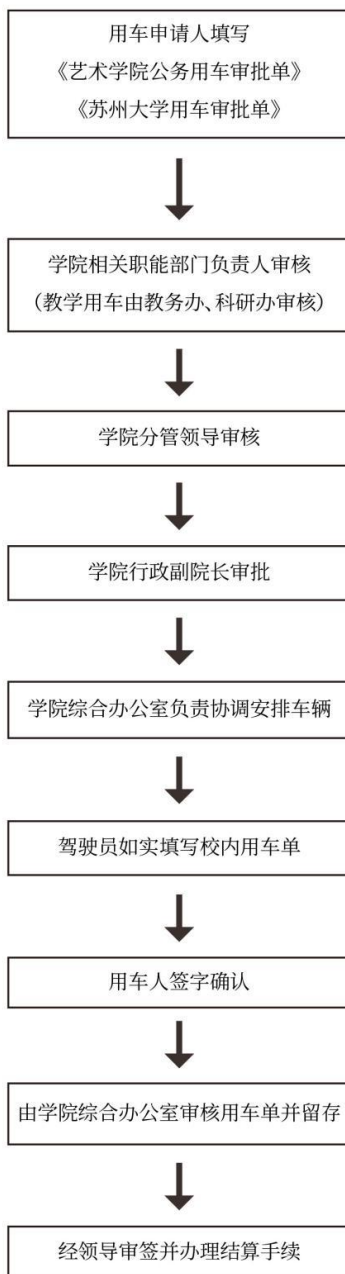 用车申请人填写
《艺术学院公务用车审批单》
《苏州大学用车审批单》
学院相关职能部门负责人审核
（教学用车由教务办、科研办审核）
学院分管领导审核
学院行政副院长审批
学院综合办公室负责协调安排车辆
驾驶员如实填写校内用车单
用车人签字确认
由学院综合办公室审核用车单并留存
经领导审签并办理结算手续